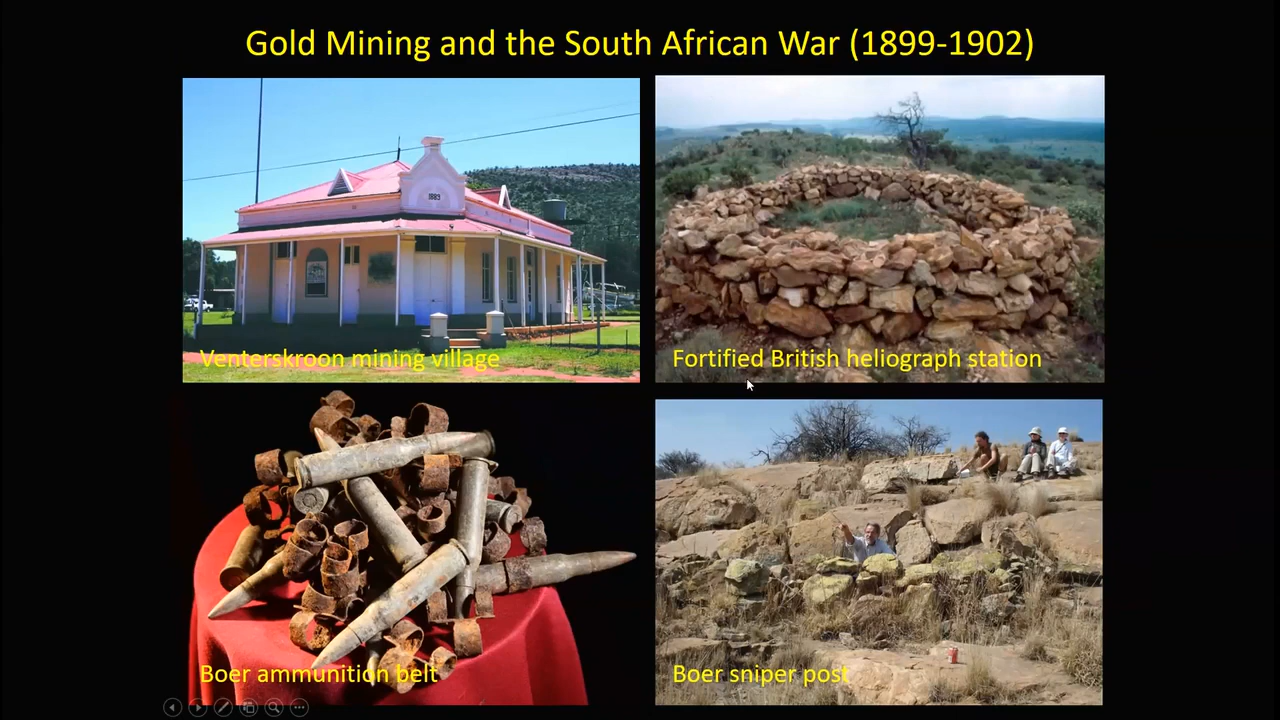 Gold Mining and the South African War (1899-1902)
1889
Venterskroon mining village
Fortified British heliograph station
Boer ammunition belt
Boer sniper post